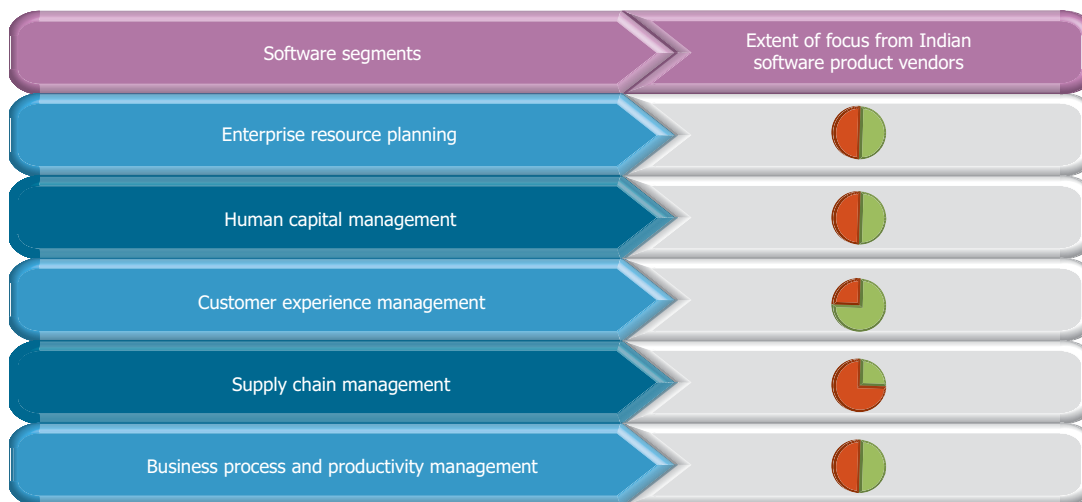 Software segments
Extent of focus from Indian
software product vendors
Enterprise resource planning
Human capital management
Customer experience management
Supply chain management
Business process and productivity management